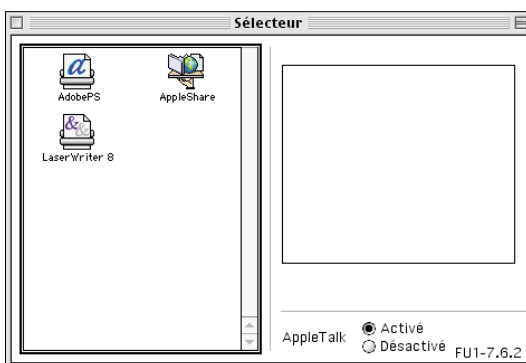 Sélecteur
AdobePS
AppleShare
LaserWriter 8
AppleTalk
Activé
Désactivé
FU1-7.6.2